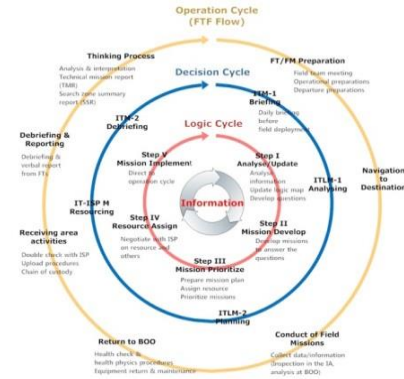 Operation Cycle
(FTF Flow)
Thinking Process
Analysis & interpretation
Technical mission report
(TMR)
Search zone summary
report (SSR)
FT/FM Preparation
Field team meeting
Operational preparations
Departure preparations
Decision Cycle
ITM-1
Briefing
Daily briefing
before
field deployment
ITM-2
Debriefing
Logic Cycle
Debriefing &
Reporting
Debriefing &
verbal report
from FTs
Step V
Mission Implement
Direct to
operation cycle
Step I
Analyse/Update
Analyse
information
Update logic map
Develop questions
ITLM-1
Analysing
Navigation
to
Destination
IT-ISP M
Resourcing
Information
Step IV
Resource Assign
Negotiate with ISP
on resource and
others
Step II
Mission Develop
Develop missions
to answer the
questions
Receiving area
activities
Double check with ISP
Upload procedures
Chain of custody
Step III
Mission Prioritize
Prepare mission plan
Assign resource
Prioritize missions
ITLM-2
Planning
Return to BOO
Health check &
health physics procedures
Equipment return & maintenance
Conduct of Field
Missions
Collect data/information
(Inspection in the IA,
analysis at BOO)